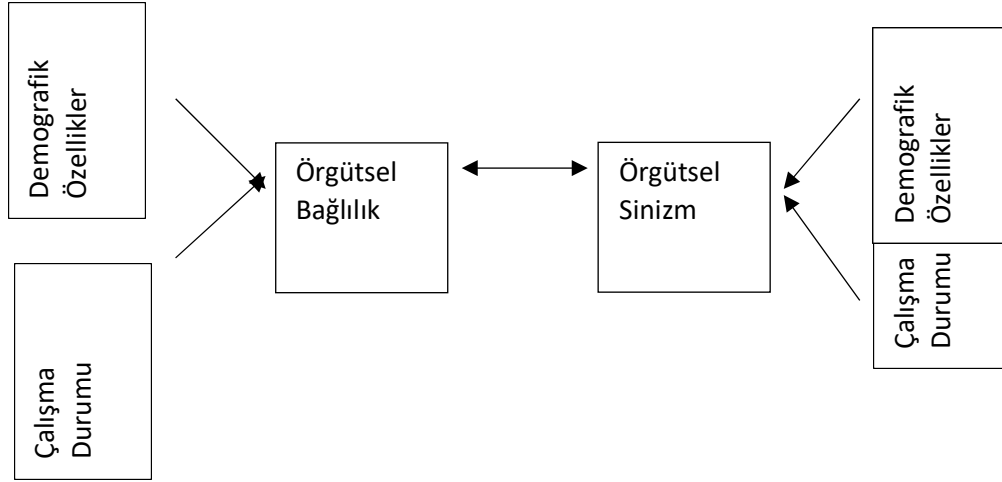 Demografik
Özellikler
Çalışma
Durumu
Örgütsel
Bağlılık
Örgütsel
Sinizm
Demografik
Özellikler
Çalışma
Durumu